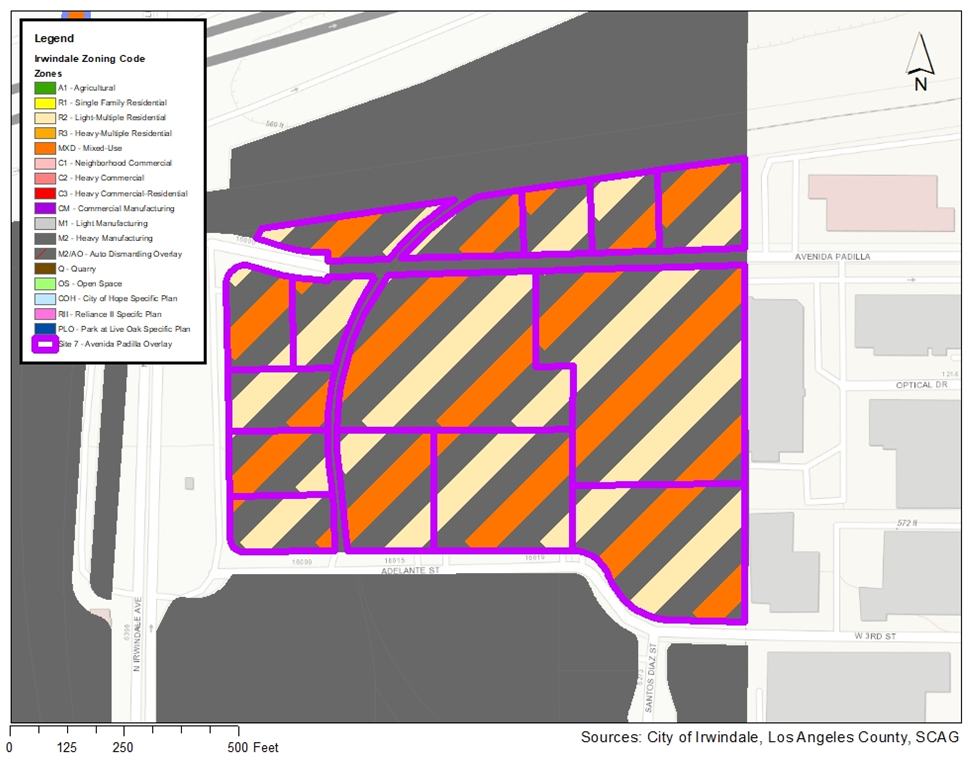 Legend
Irwindale Zoning Code
Zones
A1 - Agricultural
R1 - Single Family Residential
R2 - Light-Multiple Residential
R3 - Heavy-Multiple Residential
MXD - Mixed-Use
C1 - Neighborhood Commercial
C2 - Heavy Commercial
C3 - Heavy Commercial-Residential
CM - Commercial Manufacturing
M1 - Light Manufacturing
M2 - Heavy Manufacturing
M2/AO - Auto Dismantling Overlay
Q - Quarry
OS - Open Space
COH - City of Hope Specific Plan
RII - Reliance II Specifc Plan
PLO - Park at Live Oak Specific Plan
Site 7 - Avenida Padilla Overlay
N
560 ft
AVENIDA PADILLA
OPTICAL DR
572 ft
16015
16019
ADELANTE ST
N IRWINDALE AVE
W 3RD ST
SANTOS DIAZ ST
0 125 250 500 Feet
Sources: City of Irwindale, Los Angeles County, SCAG